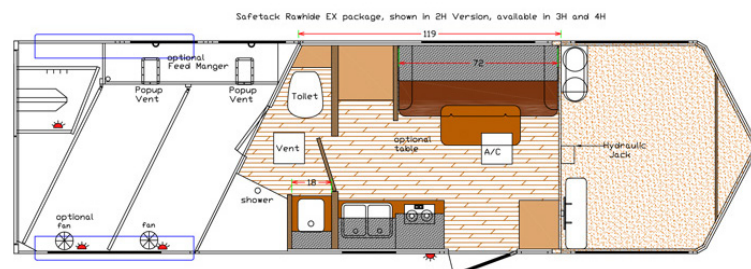 Safetack Rawhide EX package, shown in 2H Version, available in 3H and 4H
119
optional
Feed Manger
72
Popup
Vent
Popup
Vent
Toilet
optional
table
Vent
A/C
Hydraulic
Jack
18
shower
optional
fan
fan